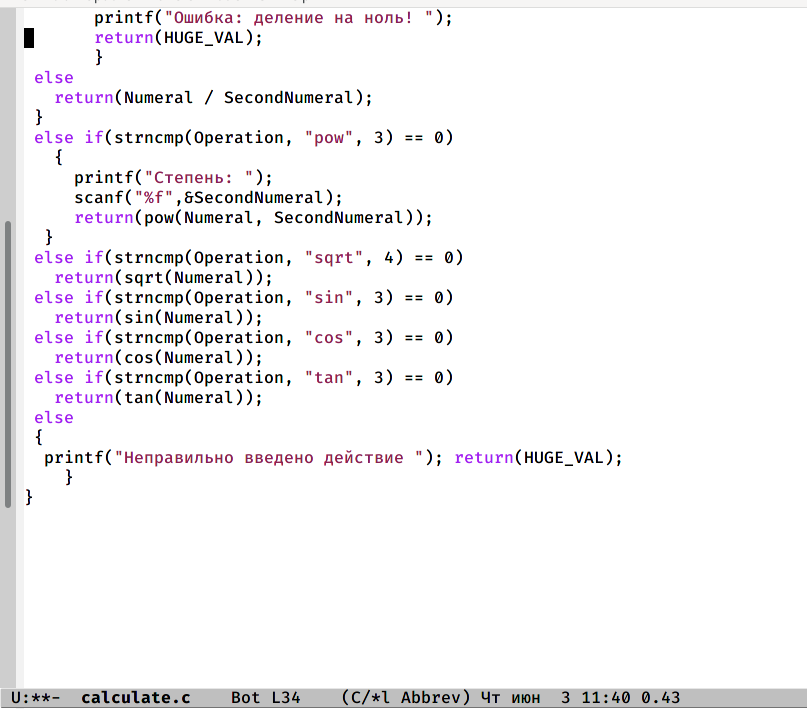 printf("Ошибка: деление на ноль! ");
return(HUGE_VAL);
}
else
return(Numeral / SecondNumeral);
}
else if(strncmp(Operation, "pow", 3) == 0)
{
printf("Степень: ");
scanf("%f",&SecondNumeral);
return(pow(Numeral, SecondNumeral));
}
else if(strncmp(Operation, "sqrt", 4) == 0)
return(sqrt(Numeral));
else if(strncmp(Operation, "sin", 3) == 0)
return(sin(Numeral));
else if(strncmp(Operation, "cos", 3) == 0)
return(cos(Numeral));
else if(strncmp(Operation, "tan", 3) == 0)
return(tan(Numeral));
else
{
printf("Неправильно введено действие "); return(HUGE_VAL);
}
}
U:**- calculate.c Bot L34 (C/*l Abbrev) Чт июн 3 11:40 0.43